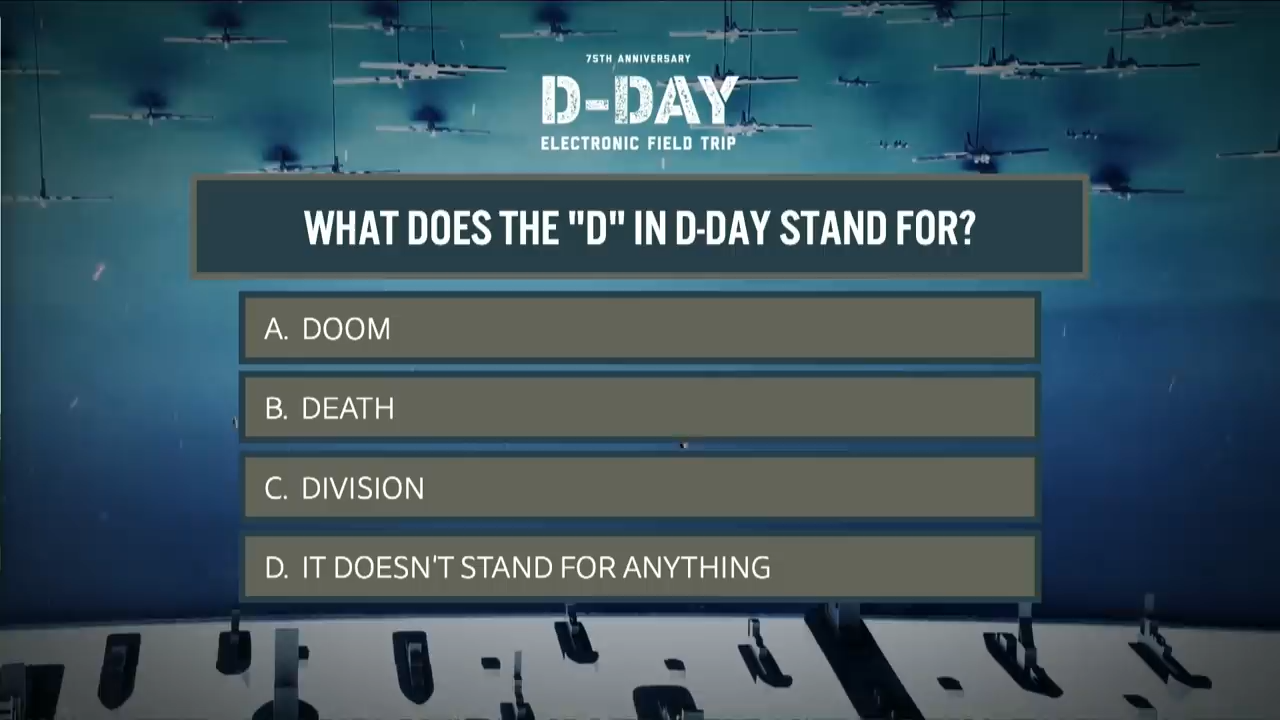 75TH ANNIVERSARY
D-DAY
ELECTRONIC FIELD TRIP
WHAT DOES THE "D" IN D-DAY STAND FOR?
A. DOOM
B. DEATH
C. DIVISION
D. IT DOESN'T STAND FOR ANYTHING